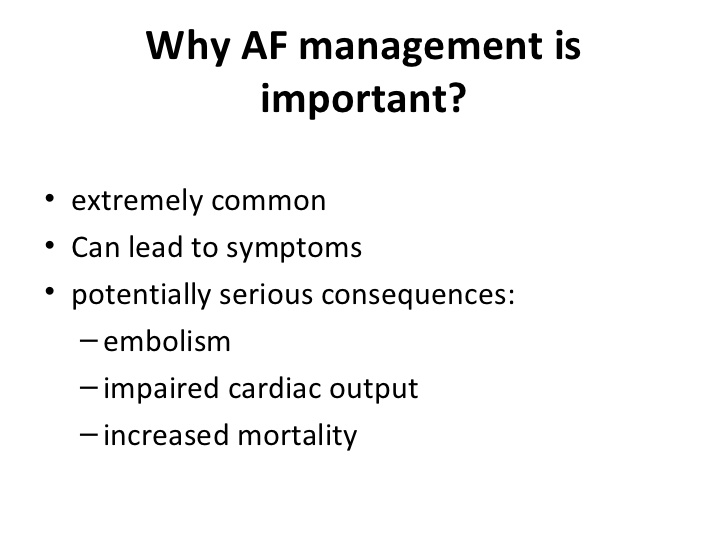 Why AF management is
important?
• extremely common
• Can lead to symptoms
• potentially serious consequences:
– embolism
– impaired cardiac output
– increased mortality